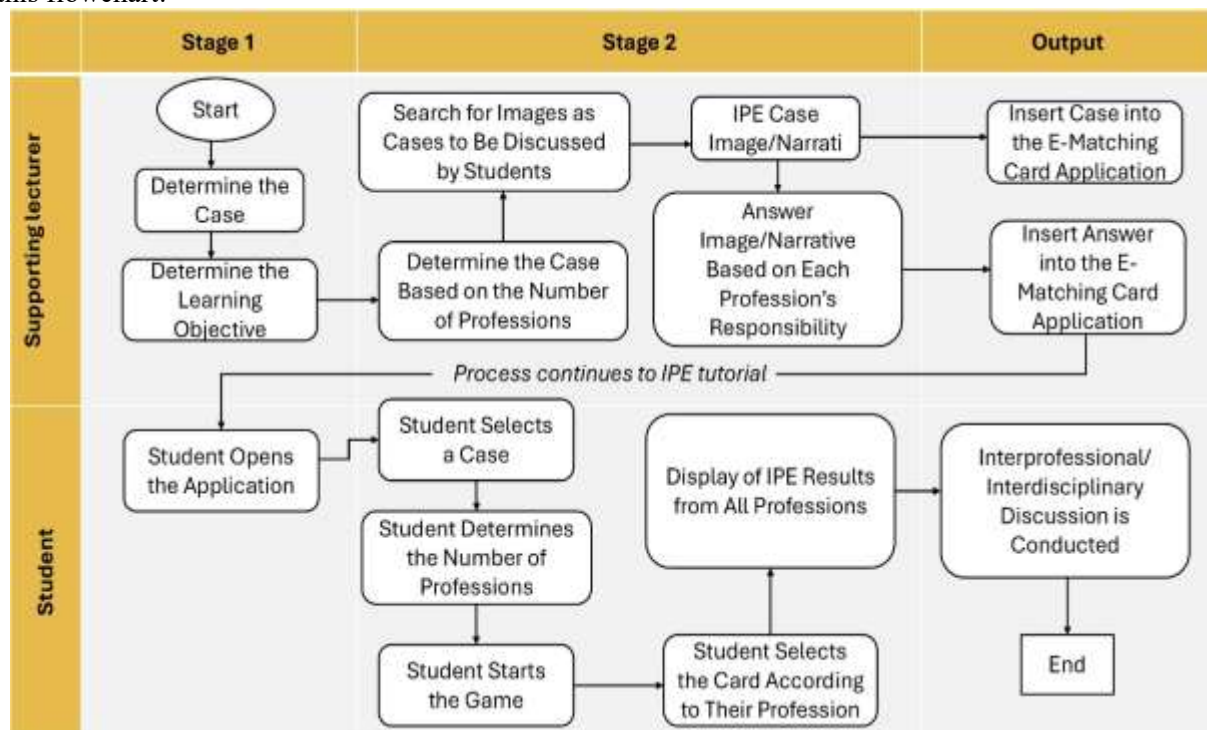 this flowchart.
Stage 1
Stage 2
Output
Supporting lecturer
Start
Determine the
Case
Determine the
Learning
Objective
Search for Images as
Cases to Be Discussed
by Students
Determine the Case
Based on the Number
of Professions
IPE Case
Image/Narrati
Answer
Image/Narrative
Based on Each
Profession's
Responsibility
Insert Case into
the E-Matching
Card Application
Insert Answer
into the E-
Matching Card
Application
Process continues to IPE tutorial
Student
Student Opens
the Application
Student Selects
a Case
Student Determines
the Number of
Professions
Student Starts
the Game
Student Selects
the Card According
to Their Profession
Display of IPE Results
from All Professions
Interprofessional/
Interdisciplinary
Discussion is
Conducted
End